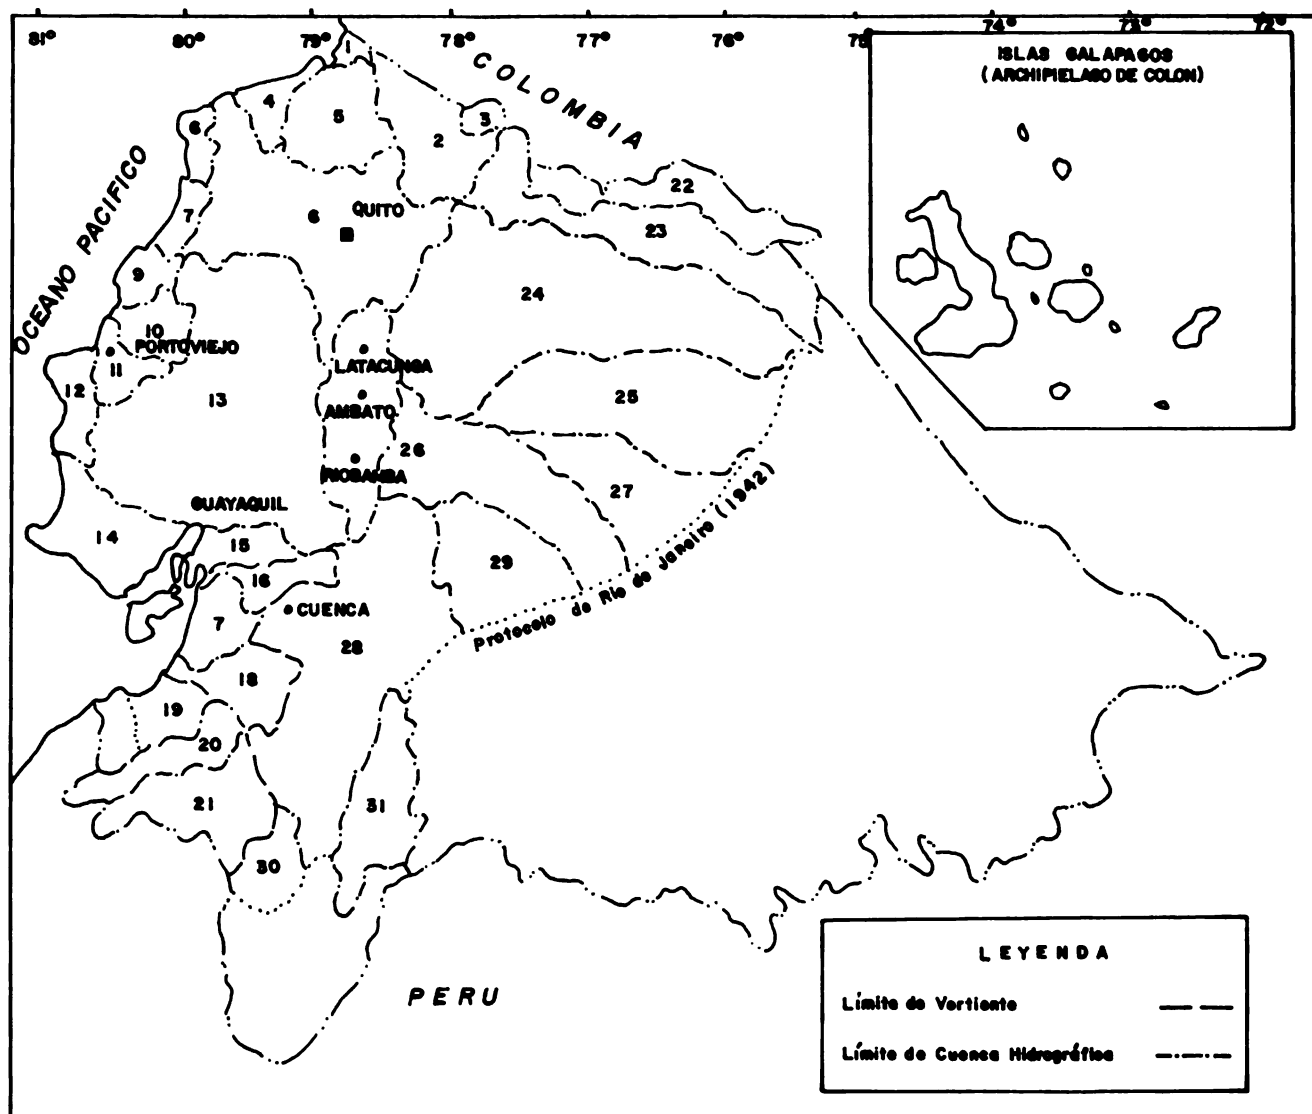 81° 80° 79° 78° 77° 76° 75 74° 73° 72°
ISLAS GALAPAGOS
(ARCHIPIELAGO DE COLON)
COLOMBIA
OCEANO PACIFICO
1
4
5
3
6
2
22
7
6
QUITO
23
9
24
10
PORTOVIEJO
11
LATACUNGA
12
13
AMBATO
25
26
RIOBAMBA
27
GUAYAQUIL
14
15
16
29
Protocolo de Rio de Janeiro (1942)
CUENCA
7
28
18
19
20
21
31
30
PERU
LEYENDA
Límite de Vertiente
Límite de Cuenca Hidrográfica